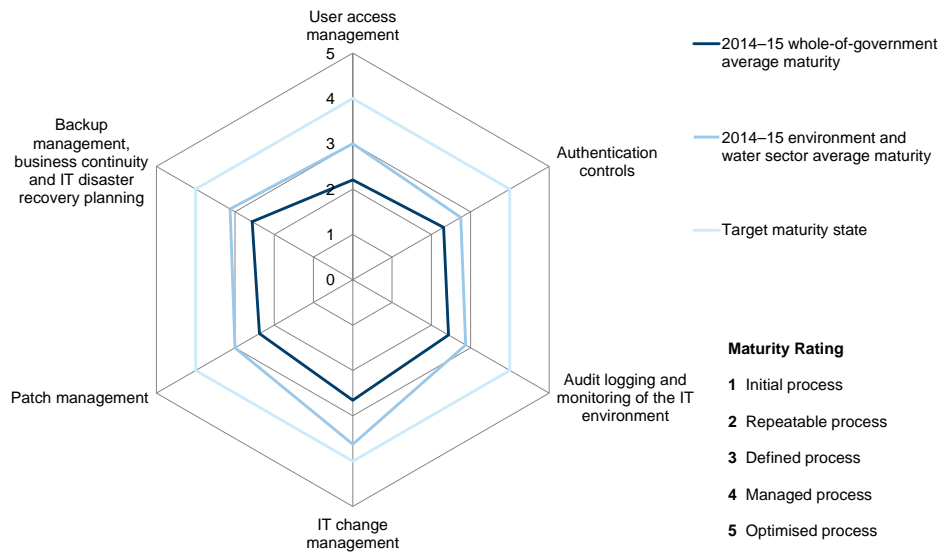 User access
management
5
4
3
2
1
0
Authentication
controls
Audit logging and
monitoring of the IT
environment
IT change
management
Patch management
Backup
management,
business continuity
and IT disaster
recovery planning
2014–15 whole-of-government
average maturity
2014–15 environment and
water sector average maturity
Target maturity state
Maturity Rating
1 Initial process
2 Repeatable process
3 Defined process
4 Managed process
5 Optimised process